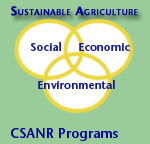 SUSTAINABLE AGRICULTURE
Social Economic
Environmental
CSANR Programs